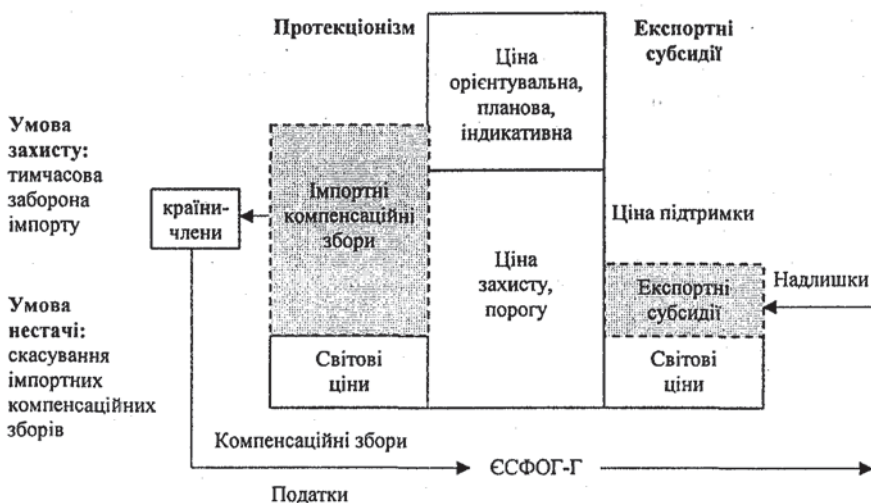 Протекціонізм
Експортні
субсидії
Ціна
орієнтувальна,
планова,
індикативна
Умова
захисту:
тимчасова
заборона
імпорту
країни-
члени
Імпортні
компенсаційні
збори
Ціна підтримки
Ціна
захисту,
порогу
Експортні
субсидії
Надлишки
Умова
нестачі:
скасування
імпортних
компенсаційних
зборів
Світові
ціни
Світові
ціни
Компенсаційні збори
ЄСФОГ-Г
Податки